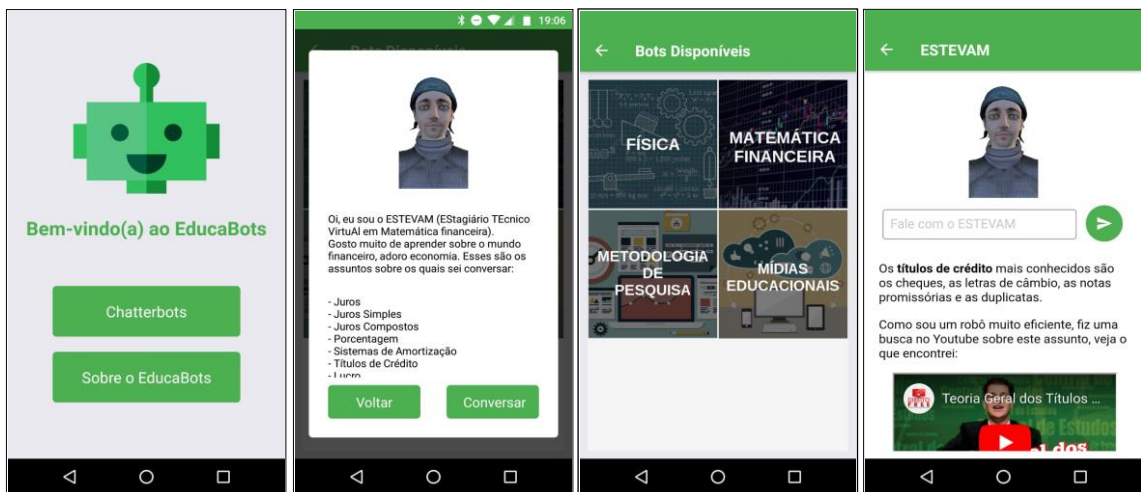 Bem-vindo(a) ao EducaBots
Chatterbots
Sobre o EducaBots
19:06
Bots Disponíveis
Oi, eu sou o ESTEVAM (EStagiário TEcnico
VirtuAl em Matemática financeira).
Gosto muito de aprender sobre o mundo
financeiro, adoro economia. Esses são os
assuntos sobre os quais sei conversar:
- Juros
- Juros Simples
- Juros Compostos
- Porcentagem
- Sistemas de Amortização
- Títulos de Crédito
- Lucro
Voltar
Conversar
Bots Disponíveis
FÍSICA
MATEMÁTICA
FINANCEIRA
METODOLOGIA
DE
PESQUISA
MÍDIAS
EDUCACIONAIS
ESTEVAM
Fale com o ESTEVAM
Os títulos de crédito mais conhecidos são
os cheques, as letras de câmbio, as notas
promissórias e as duplicatas.
Como sou um robô muito eficiente, fiz uma
busca no Youtube sobre este assunto, veja o
que encontrei:
Teoria Geral dos Títulos ...